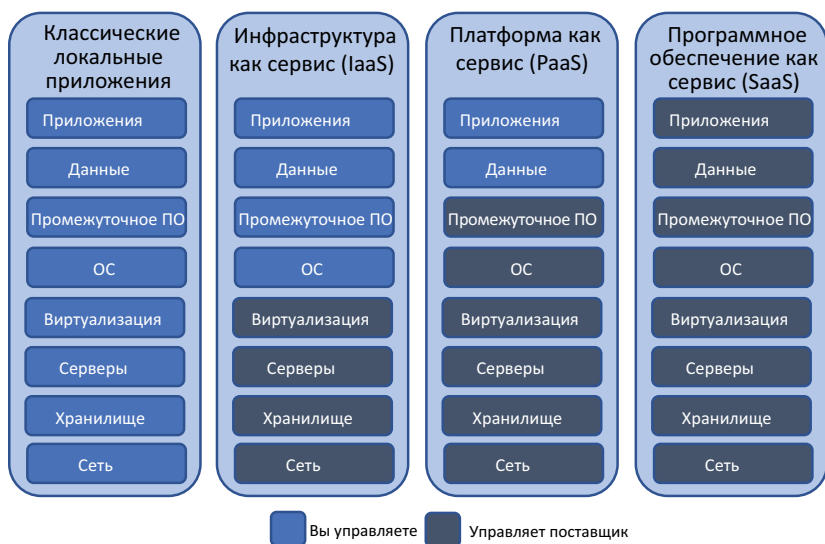 Классические
локальные
приложения
Приложения
Данные
Промежуточное ПО
ОС
Виртуализация
Серверы
Хранилище
Сеть
Инфраструктура
как сервис (IaaS)
Приложения
Данные
Промежуточное ПО
ОС
Виртуализация
Серверы
Хранилище
Сеть
Платформа как
сервис (PaaS)
Приложения
Данные
Промежуточное ПО
ОС
Виртуализация
Серверы
Хранилище
Сеть
Программное
обеспечение как
сервис (SaaS)
Приложения
Данные
Промежуточное ПО
ОС
Виртуализация
Серверы
Хранилище
Сеть
Вы управляете
Управляет поставщик